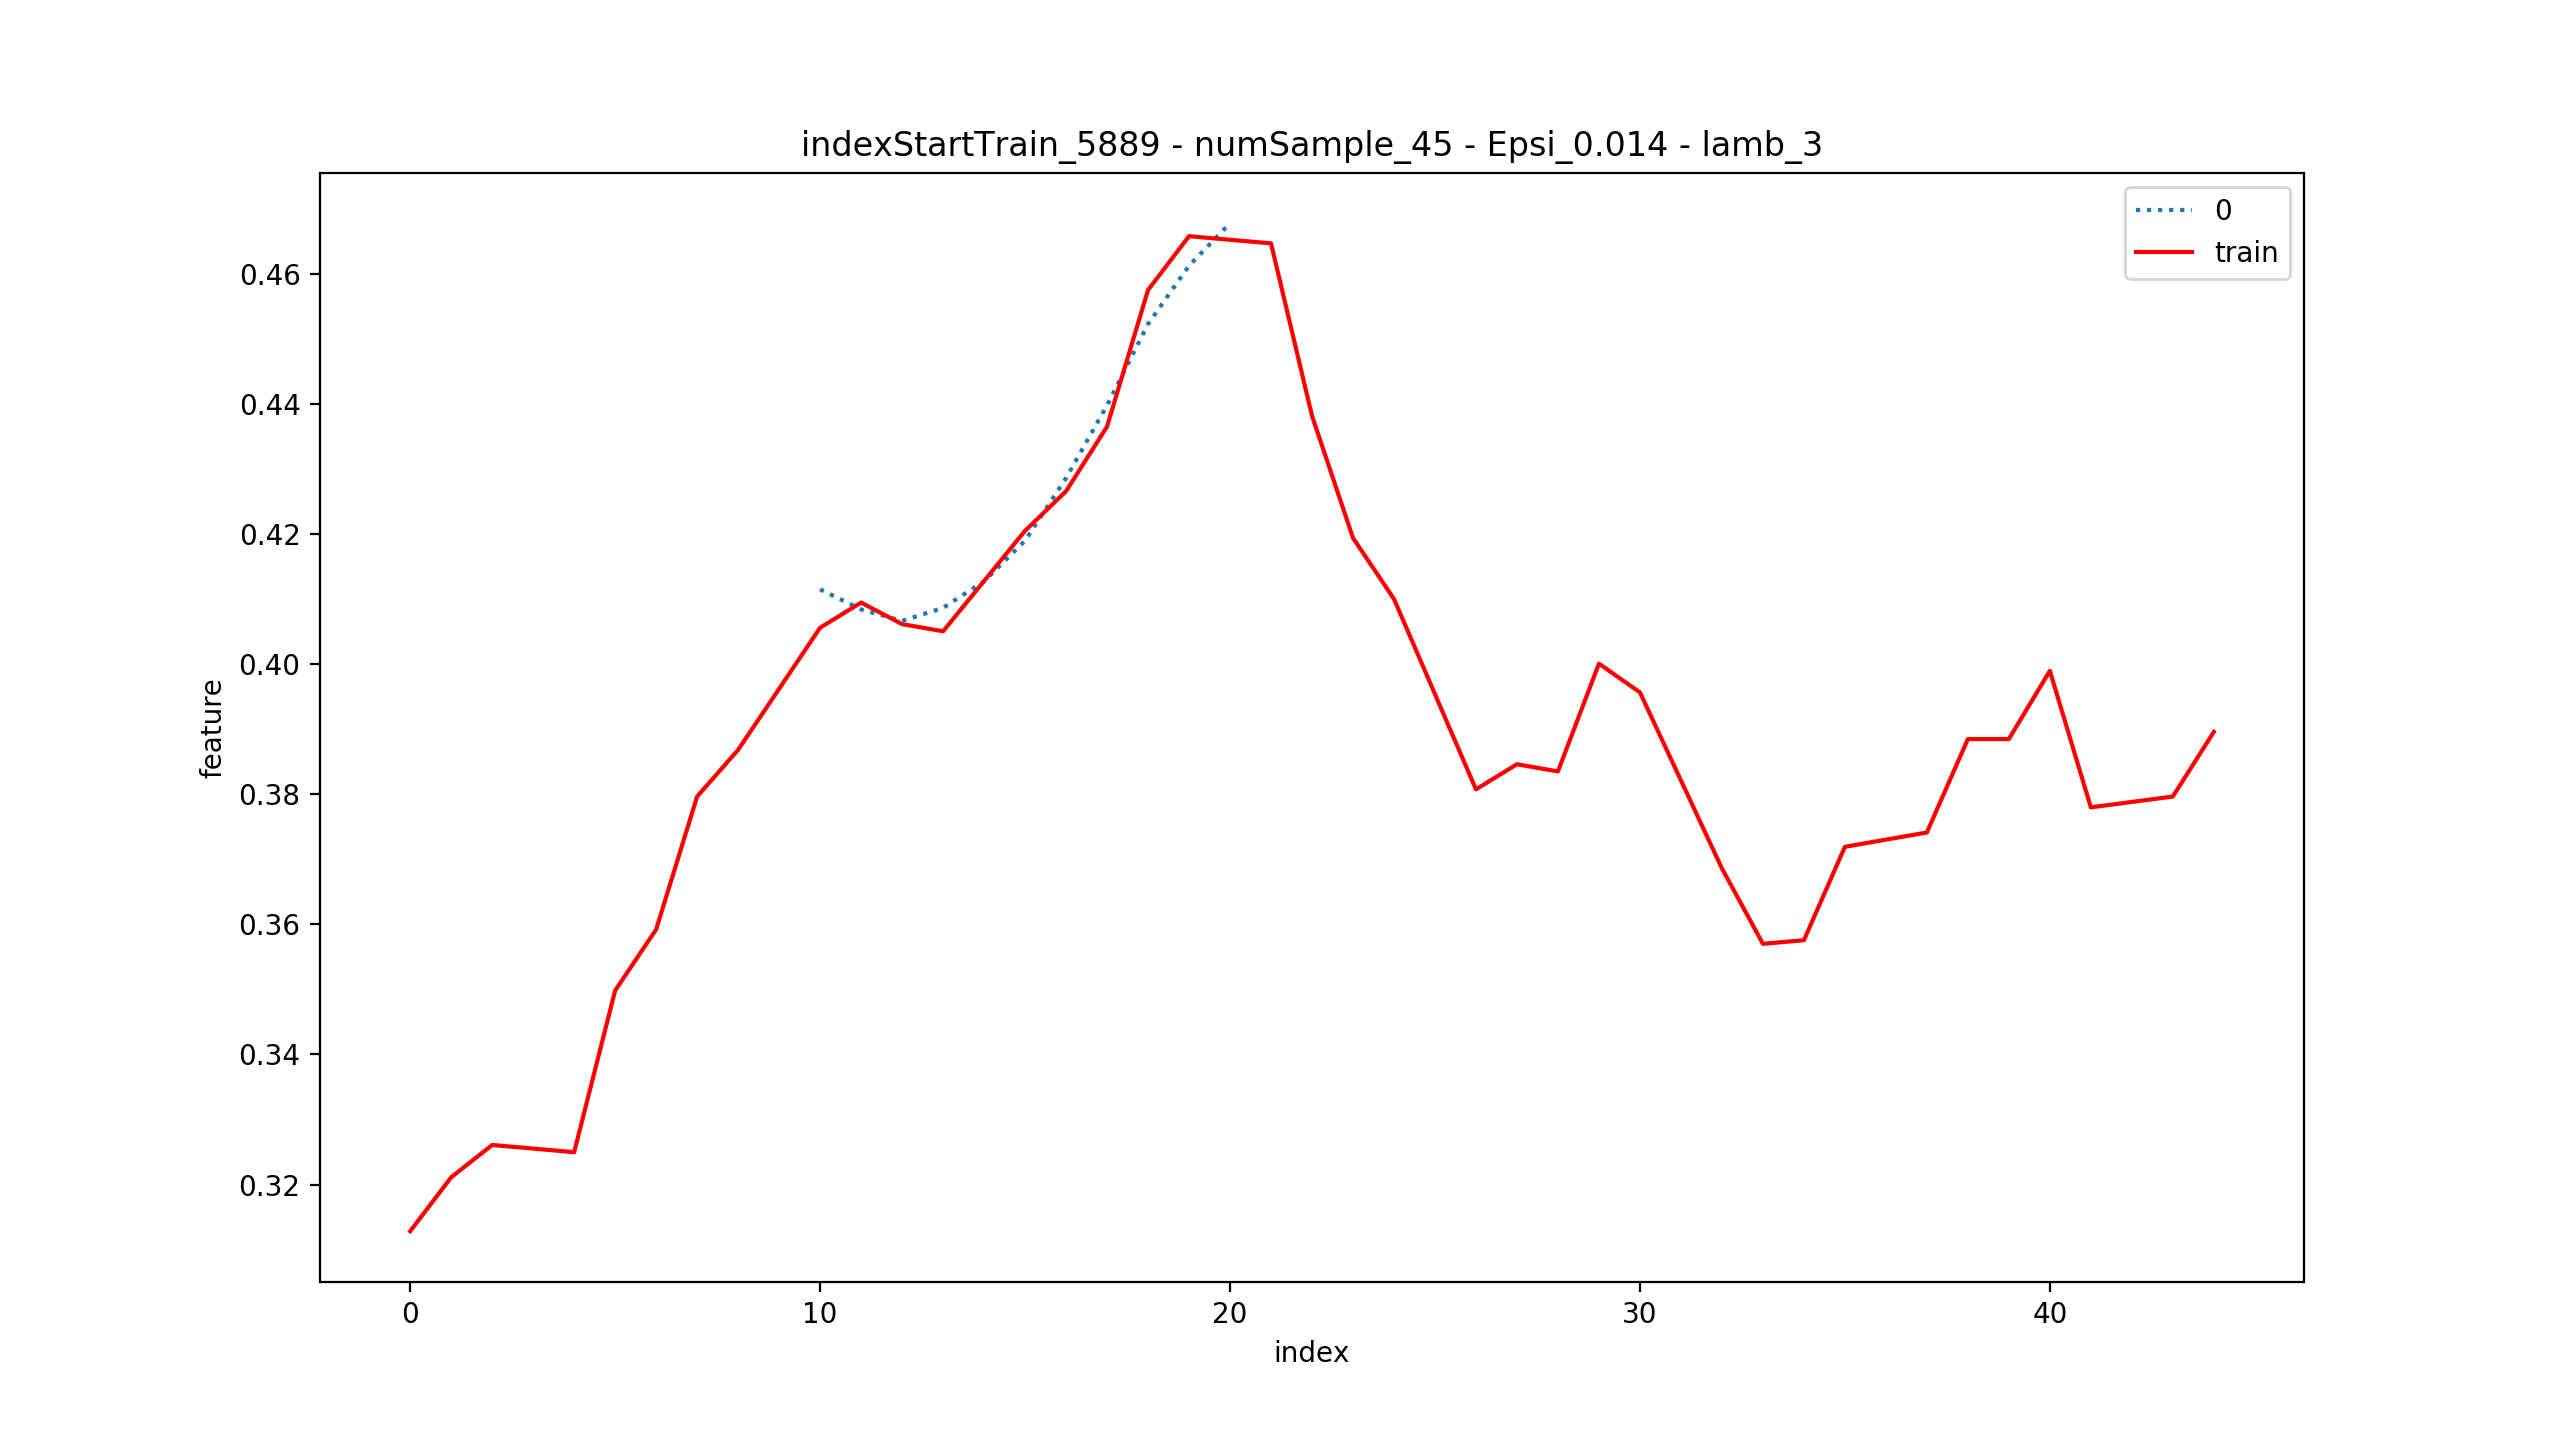 indexStartTrain_5889 - numSample_45 - Epsi_0.014 - lamb_3
0
train
feature
0.46
0.44
0.42
0.40
0.38
0.36
0.34
0.32
0 10 20 30 40
index